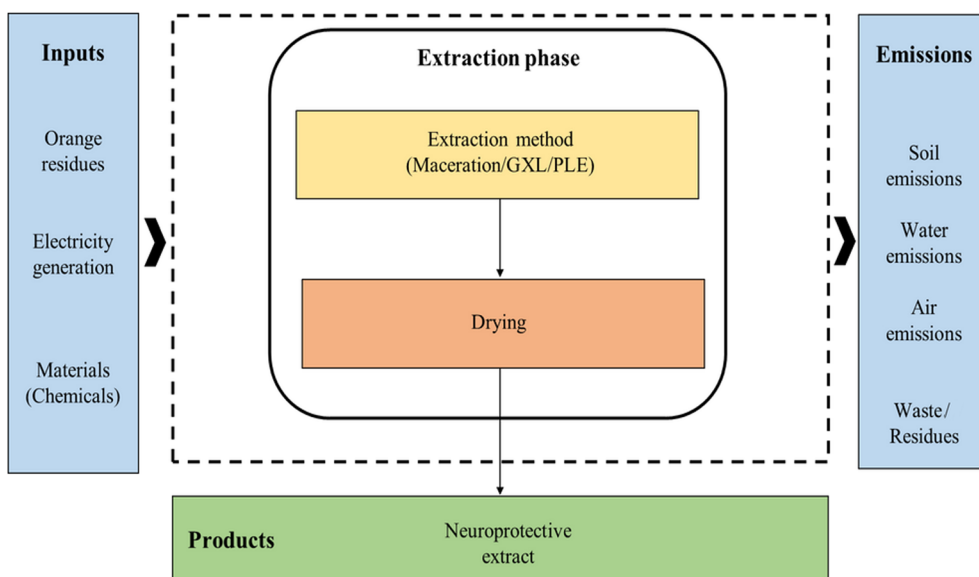 Inputs
Orange
residues
Electricity
generation
Materials
(Chemicals)
Extraction phase
Extraction method
(Maceration/GXL/PLE)
Drying
Emissions
Soil
emissions
Water
emissions
Air
emissions
Waste/
Residues
Products
Neuroprotective
extract